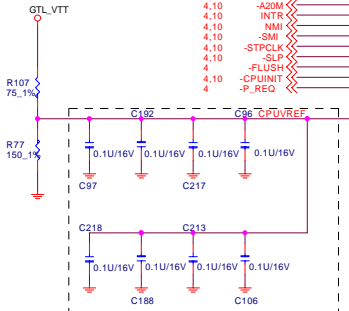 GTL_VTT
4,10 -A20M
4,10 INTR
4,10 NMI
4,10 -SMI
4,10 -STPCLK
4,10 -SLP
4 -FLUSH
4,10 -CPUINIT
4 -P_REQ
R107
75_1%
C192 C96 CPUVREF
R77
150_1%
0.1U/16V 0.1U/16V 0.1U/16V 0.1U/16V
C97 C217
C218 C213
0.1U/16V 0.1U/16V 0.1U/16V 0.1U/16V
C188 C106